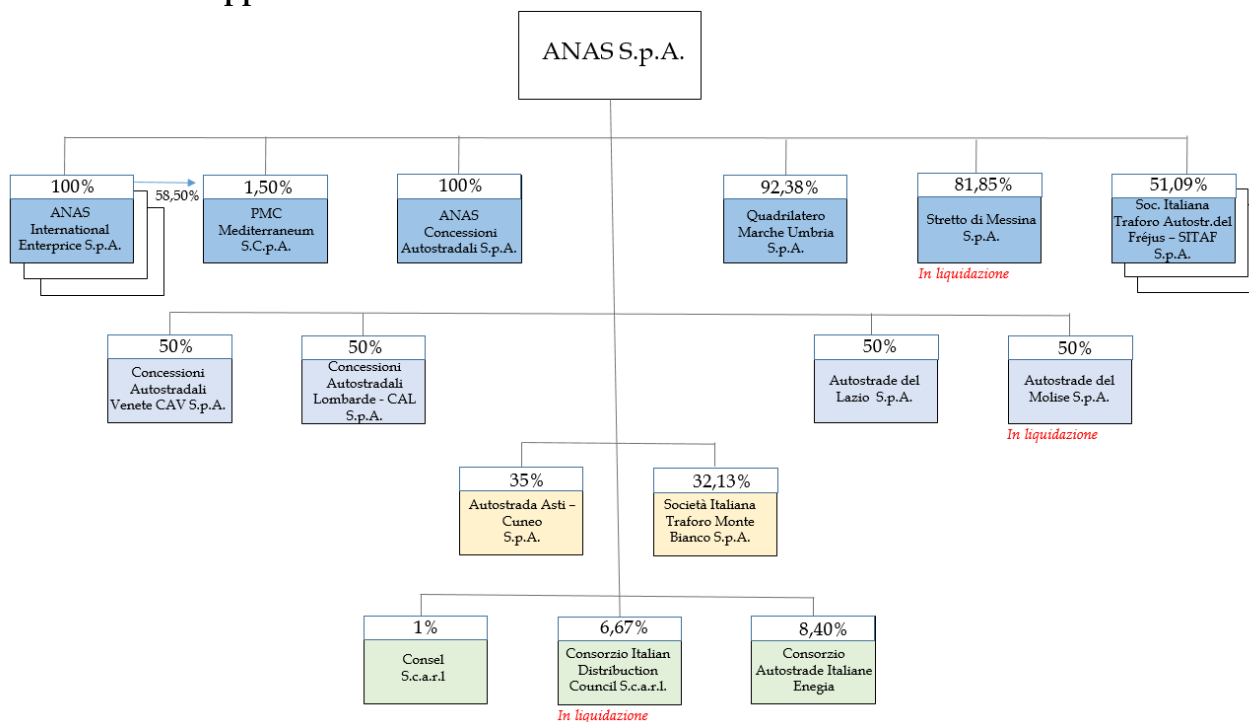 ANAS S.p.A.
100%
ANAS
International
Enterprice S.p.A.
58,50%
1,50%
PMC
Mediterraneum
S.C.p.A.
100%
ANAS
Concessioni
Autostradali S.p.A.
92,38%
Quadrilatero
Marche Umbria
S.p.A.
81,85%
Stretto di Messina
S.p.A.
In liquidazione
51,09%
Soc. Italiana
Traforo Autostr.del
Fréjus – SITAF
S.p.A.
50%
Concessioni
Autostradali
Venete CAV S.p.A.
50%
Concessioni
Autostradali
Lombarde - CAL
S.p.A.
50%
Autostrade del
Lazio S.p.A.
50%
Autostrade del
Molise S.p.A.
In liquidazione
35%
Autostrada Asti –
Cuneo
S.p.A.
32,13%
Società Italiana
Traforo Monte
Bianco S.p.A.
1%
Consel
S.c.a.r.l
6,67%
Consorzio Italian
Distribuction
Council S.c.a.r.l.
In liquidazione
8,40%
Consorzio
Autostrade Italiane
Enegia